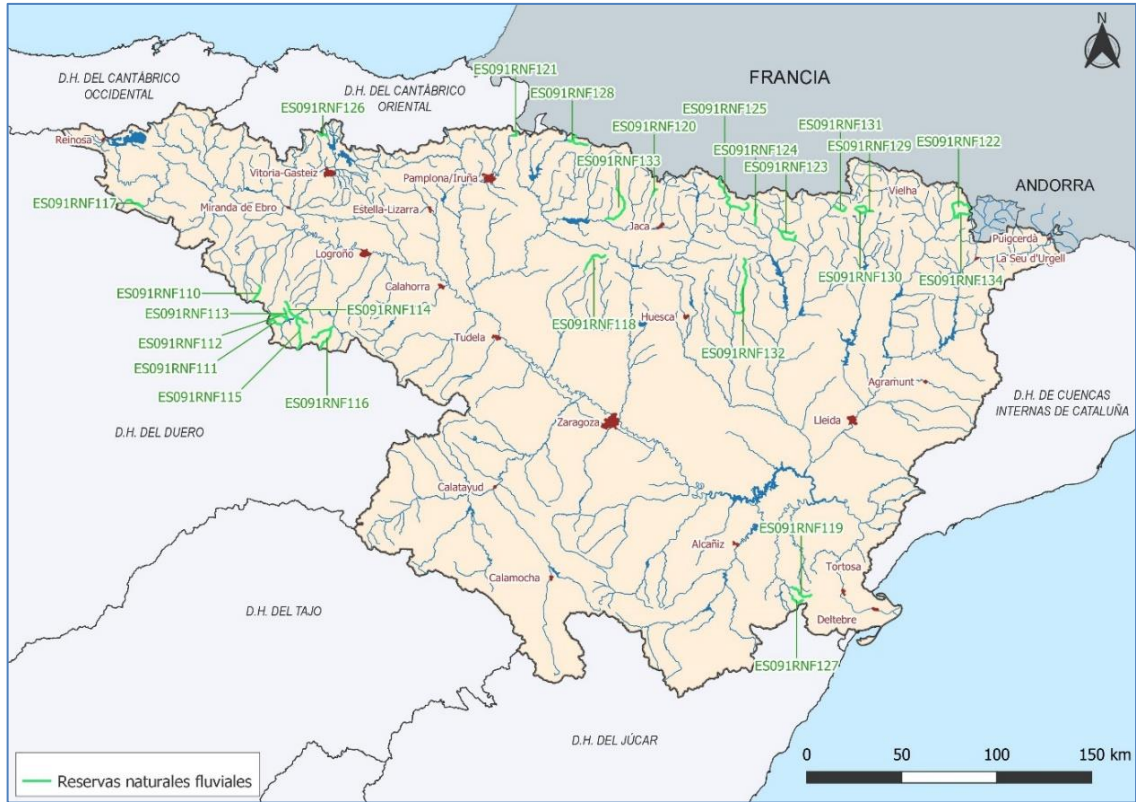 N
D.H. DEL CANTÁBRICO
OCCIDENTAL
D.H. DEL CANTÁBRICO
ORIENTAL
FRANCIA
ANDORRA
ES091RNF121
ES091RNF128
ES091RNF126
ES091RNF120
ES091RNF125
ES091RNF133
ES091RNF124
ES091RNF123
ES091RNF131
ES091RNF129
ES091RNF122
Reinosa
Vitoria-Gasteiz
Pamplona/Iruña
Vielha
ES091RNF117
Miranda de Ebro
Estella-Lizarra
Jaca
Puigcerdà
La Seu d'Urgell
Logroño
ES091RNF130
ES091RNF134
ES091RNF110
Calahorra
ES091RNF113
ES091RNF114
ES091RNF118
Huesca
ES091RNF112
Tudela
ES091RNF111
ES091RNF132
ES091RNF115
ES091RNF116
Agramunt
D.H. DE CUENCAS
INTERNAS DE CATALUÑA
Lleida
Zaragoza
D.H. DEL DUERO
Calatayud
ES091RNF119
Alcañiz
Tortosa
Calamocha
D.H. DEL TAJO
Deltebre
ES091RNF127
D.H. DEL JÚCAR
0 50 100 150 km
Reservas naturales fluviales